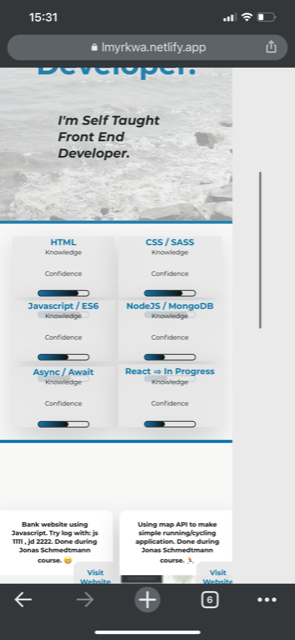 15:31
lmyrkwa.netlify.app
Developer.
I'm Self Taught
Front End
Developer.
HTML
Knowledge
Confidence
CSS / SASS
Knowledge
Confidence
Javascript / ES6
Knowledge
Confidence
NodeJS / MongoDB
Knowledge
Confidence
Async / Await
Knowledge
Confidence
React ⇒ In Progress
Knowledge
Confidence
Bank website using
Javascript. Try log with: js
1111 , jd 2222. Done during
Jonas Schmedtmann
course. 😊
Visit
Website
Using map API to make
simple running/cycling
application. Done during
Jonas Schmedtmann
course. 🏃
Visit
Website
6